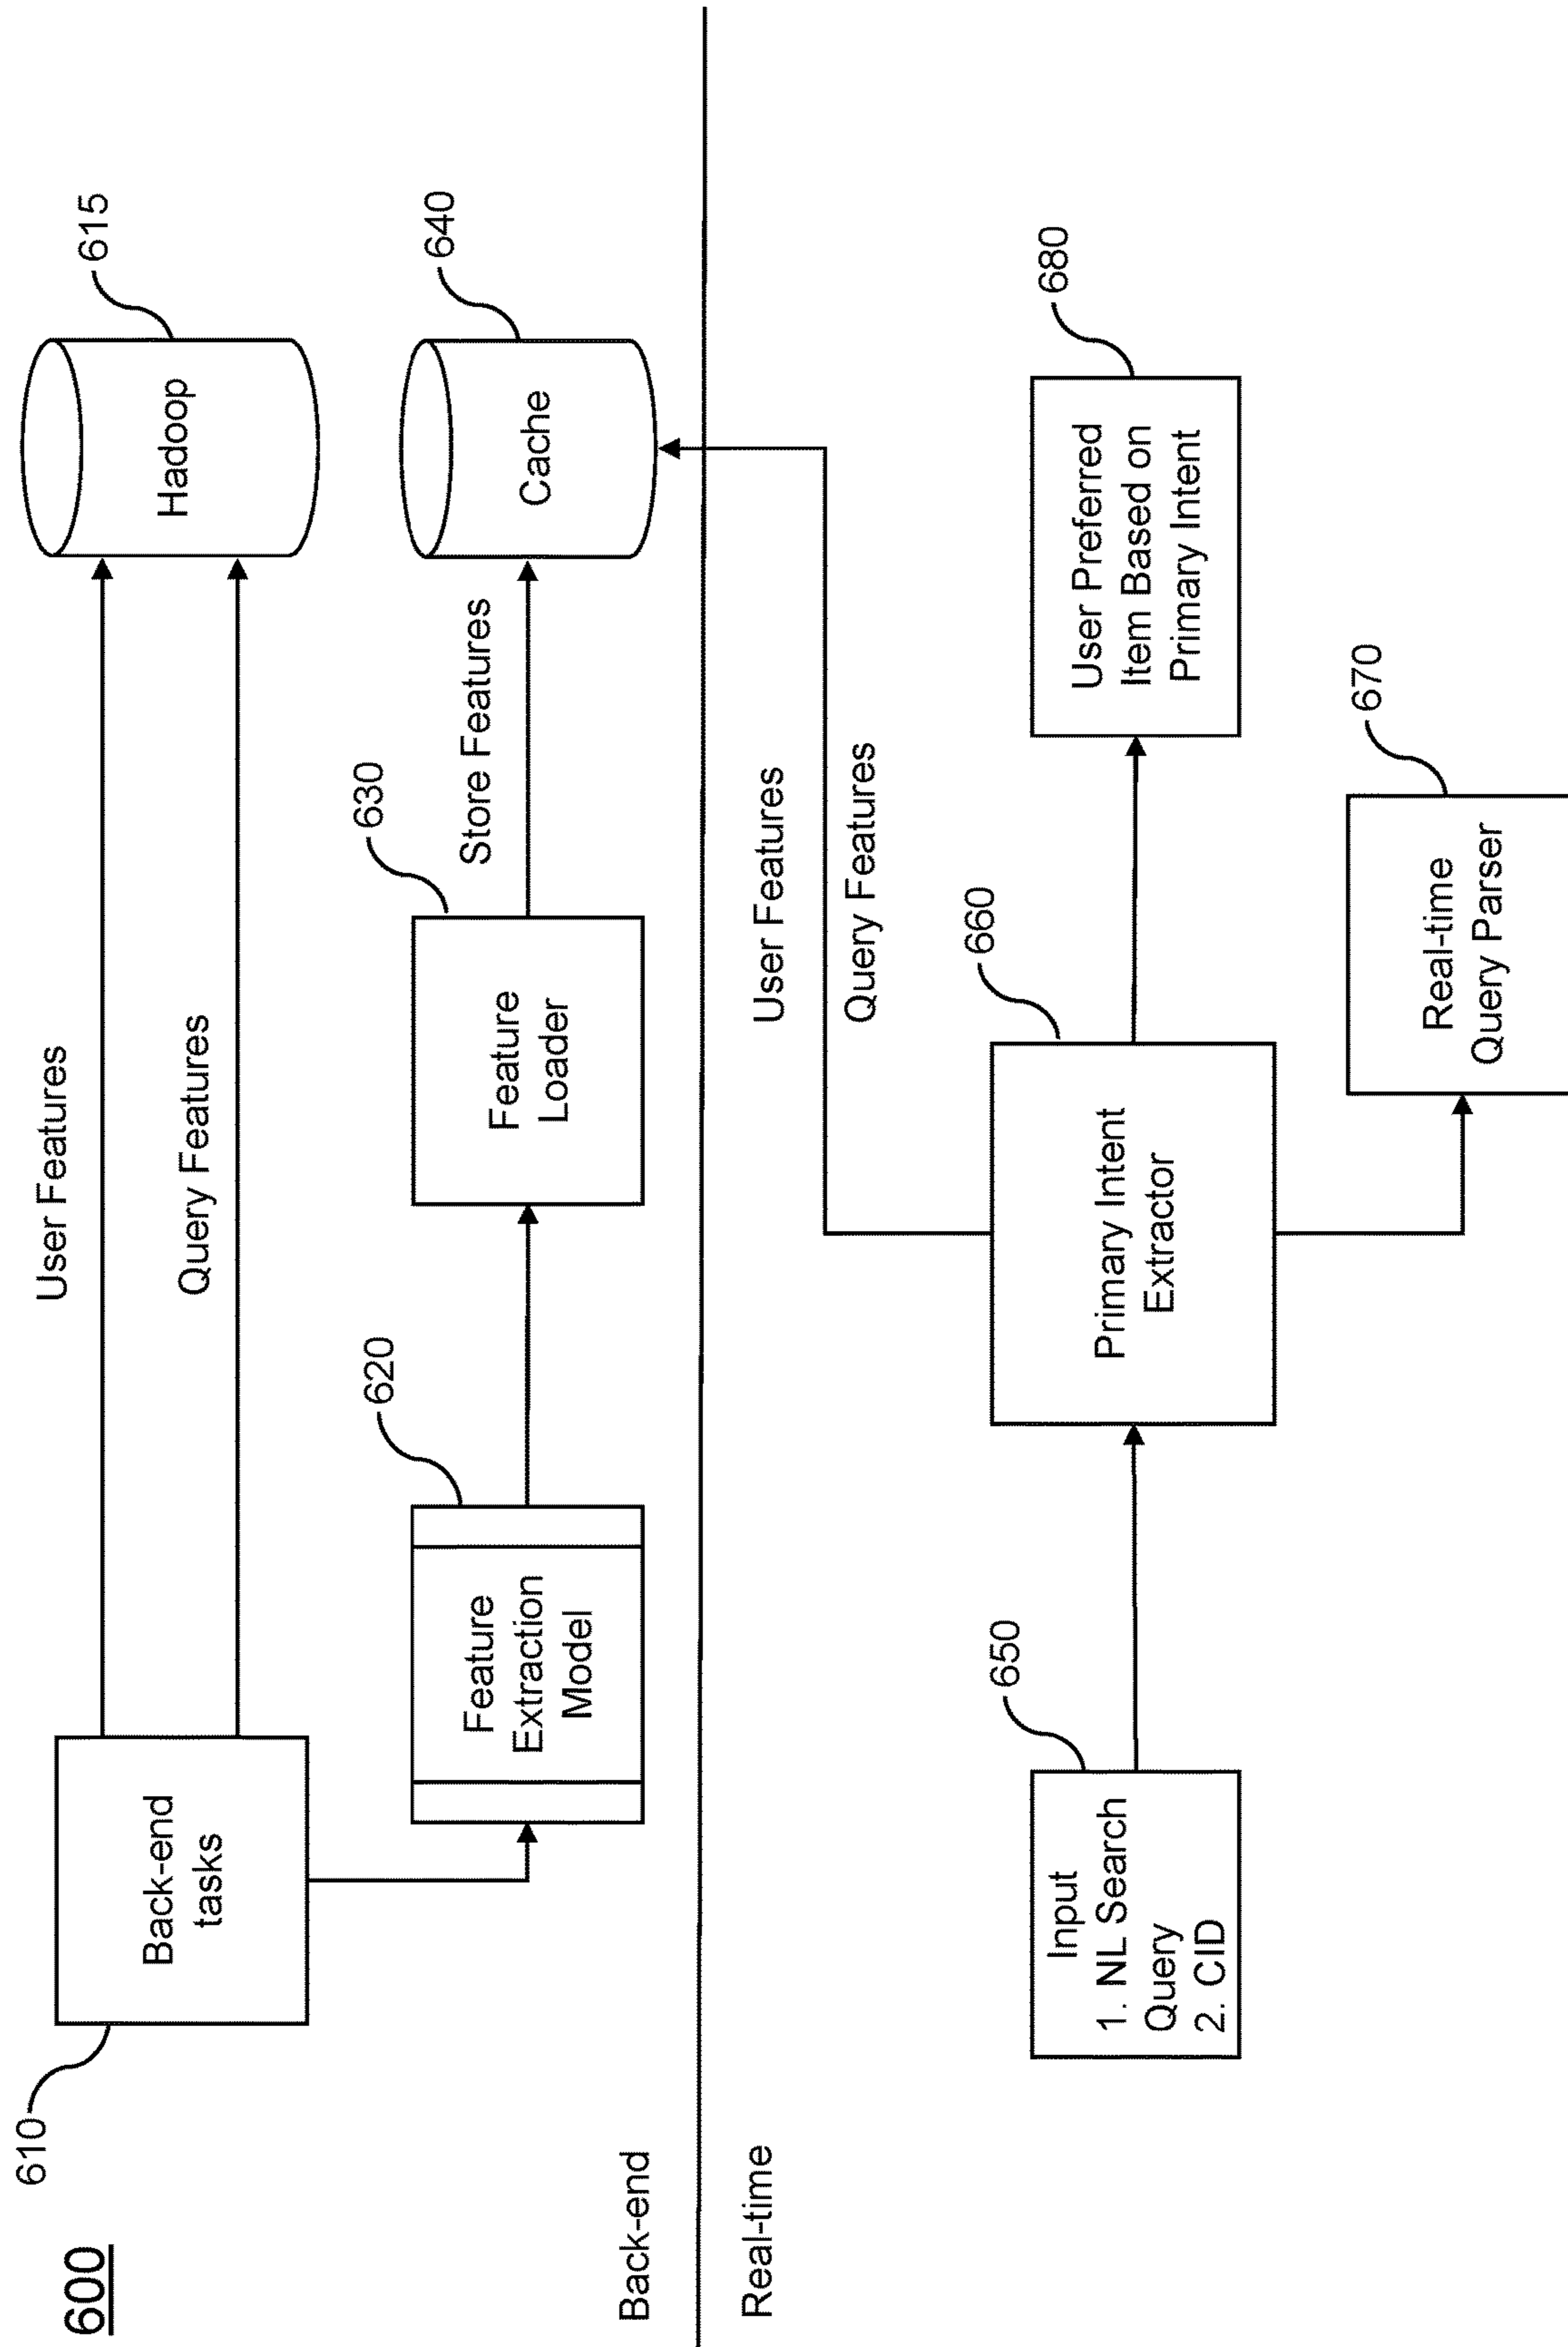 600
610
Back-end
tasks
User Features
Query Features
Hadoop
615
620
Feature
Extraction
Model
630
Feature
Loader
Store Features
Cache
640
Back-end
Real-time
User Features
Query Features
650
Input
1. NL Search
Query
2. CID
660
Primary Intent
Extractor
680
User Preferred
Item Based on
Primary Intent
670
Real-time
Query Parser